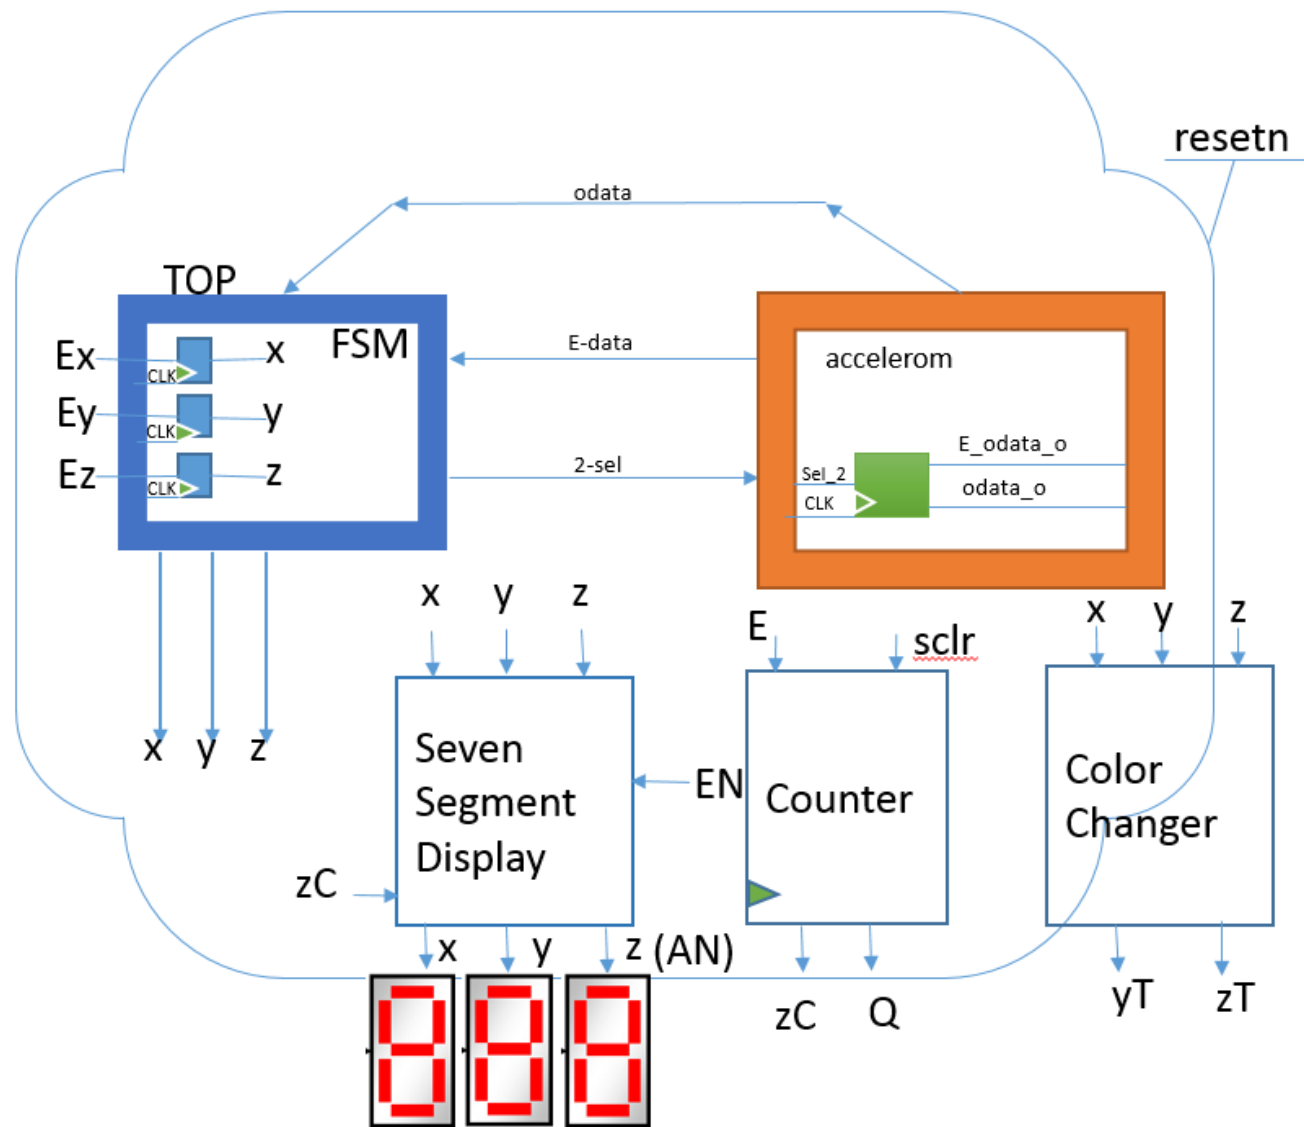 resetn
odata
TOP
FSM
Ex
CLK
x
Ey
CLK
y
Ez
CLK
z
E-data
2-sel
accelerom
Sel_2
CLK
E_odata_o
odata_o
x y z
x y z
Seven
Segment
Display
EN
zC
x y z (AN)
E
sclr
Counter
zC Q
x y z
Color
Changer
yT zT
888